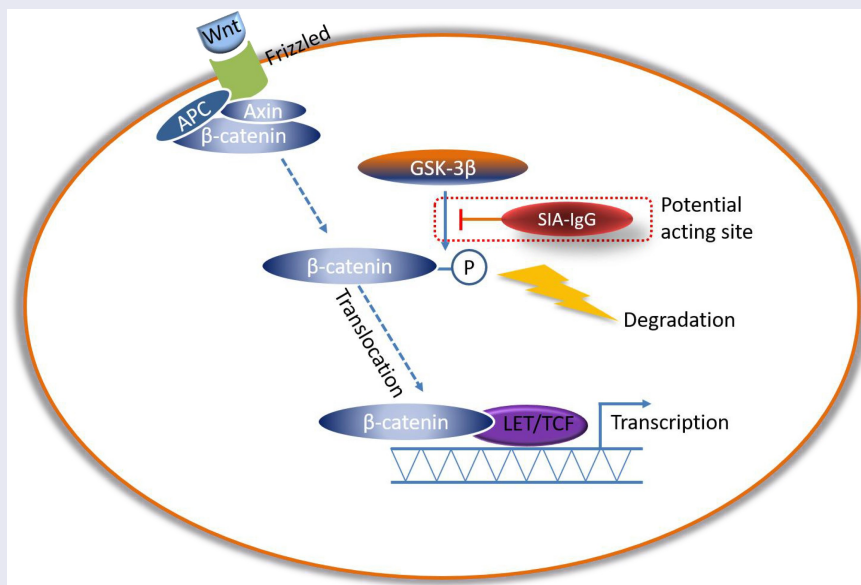 Wnt
Frizzled
APC
Axin
β-catenin
GSK-3β
SIA-IgG
Potential
acting site
β-catenin
P
Degradation
Translocation
β-catenin
LET/TCF
Transcription